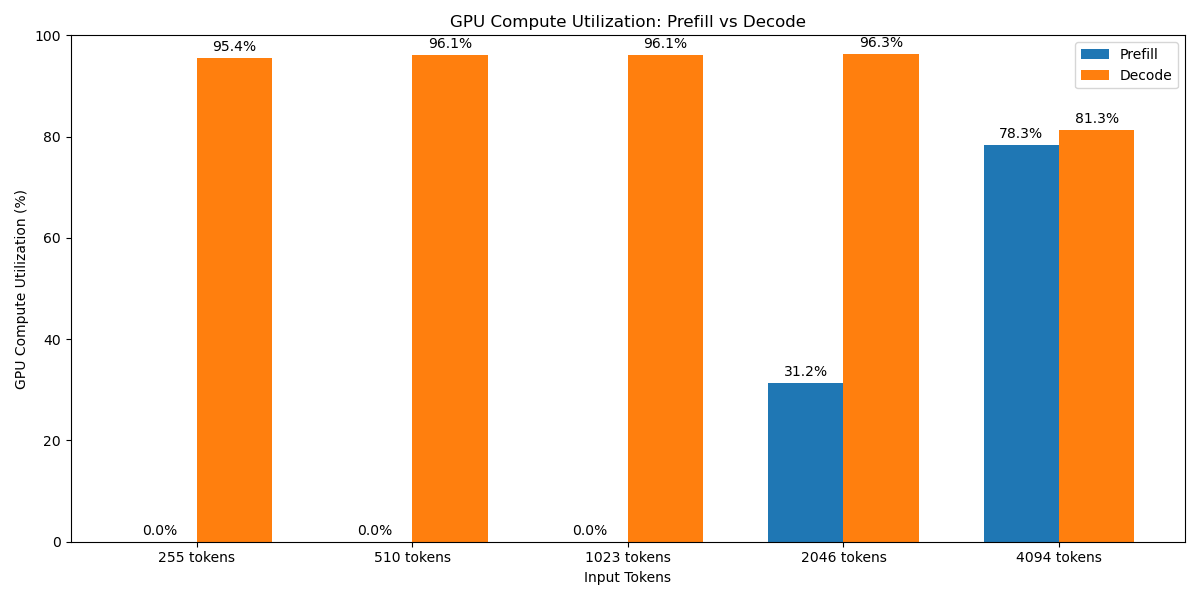 GPU Compute Utilization: Prefill vs Decode
Prefill
Decode
GPU Compute Utilization (%)
100
80
60
40
20
0
0.0%
95.4%
0.0%
96.1%
0.0%
96.1%
31.2%
96.3%
78.3%
81.3%
255 tokens
510 tokens
1023 tokens
2046 tokens
4094 tokens
Input Tokens